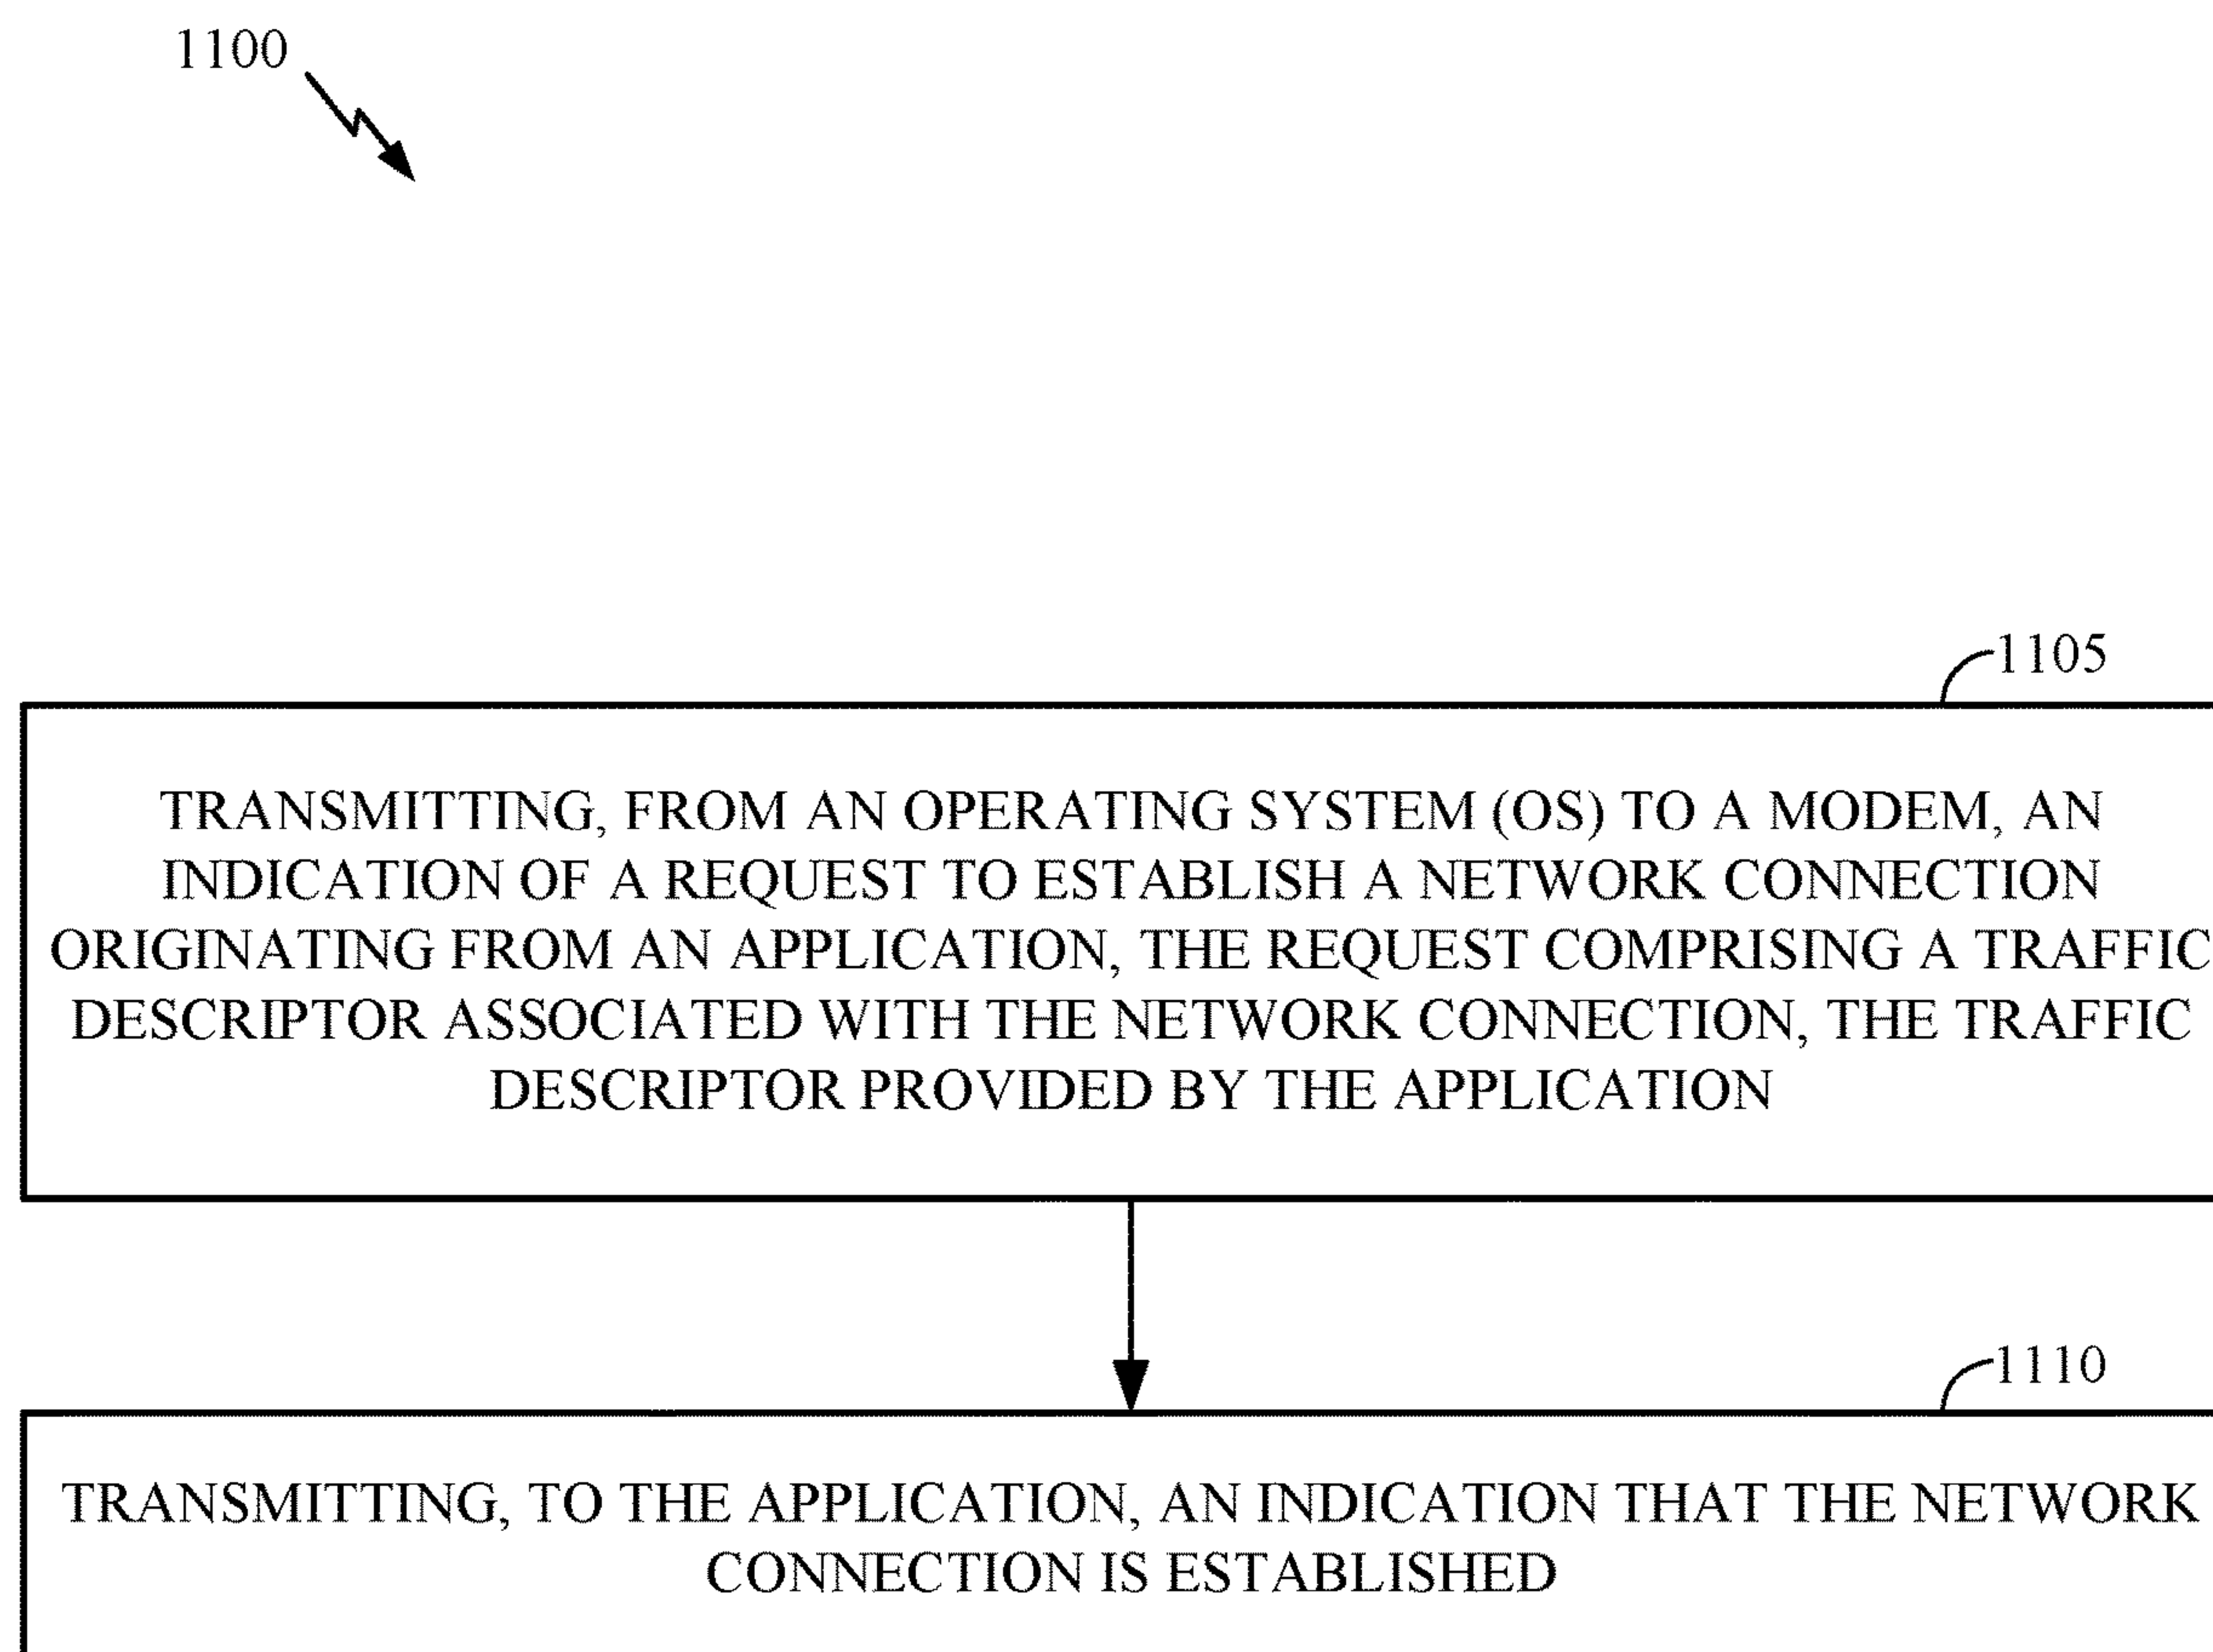 1100
1105
TRANSMITTING, FROM AN OPERATING SYSTEM (OS) TO A MODEM, AN
INDICATION OF A REQUEST TO ESTABLISH A NETWORK CONNECTION
ORIGINATING FROM AN APPLICATION, THE REQUEST COMPRISING A TRAFFIC
DESCRIPTOR ASSOCIATED WITH THE NETWORK CONNECTION, THE TRAFFIC
DESCRIPTOR PROVIDED BY THE APPLICATION
1110
TRANSMITTING, TO THE APPLICATION, AN INDICATION THAT THE NETWORK
CONNECTION IS ESTABLISHED